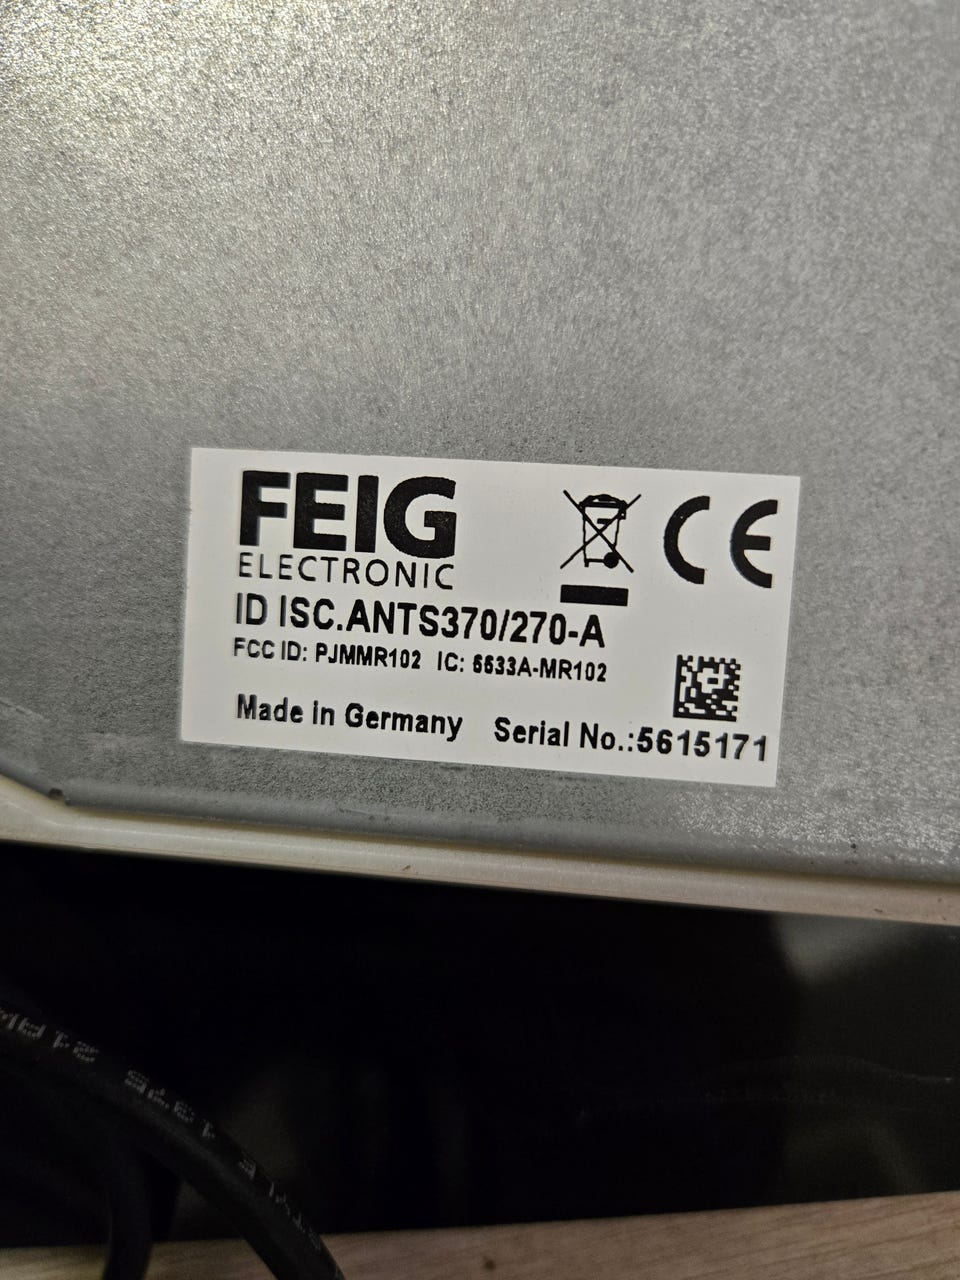 FEIG
ELECTRONIC
CE
ID ISC.ANTS370/270-A
FCC ID: PJMMR102 IC: 6633A-MR102
Made in Germany Serial No.:5615171